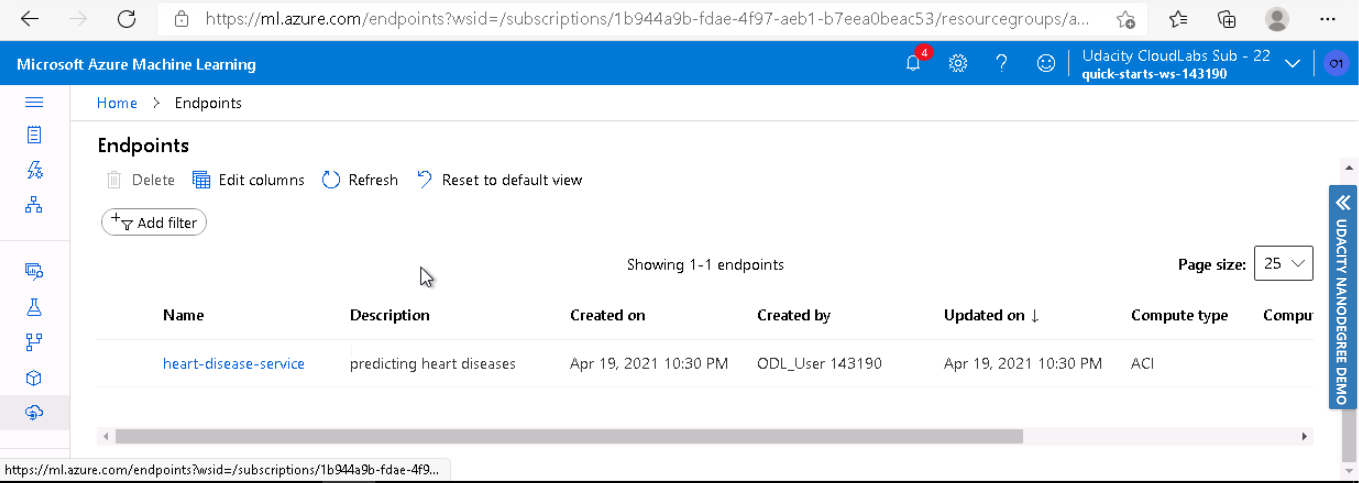 https://ml.azure.com/endpoints?wsid=/subscriptions/1b944a9b-fdae-4f97-aeb1-b7eea0beac53/resourcegroups/a...
Microsoft Azure Machine Learning
4
?
Udacity CloudLabs Sub - 22
quick-starts-ws-143190
O1
Home > Endpoints
Endpoints
Delete Edit columns Refresh Reset to default view
Add filter
Showing 1-1 endpoints
Page size: 25
Name Description Created on Created by Updated on ↓ Compute type Comput
heart-disease-service predicting heart diseases Apr 19, 2021 10:30 PM ODL_User 143190 Apr 19, 2021 10:30 PM ACI
UDACITY NANODEGREE DEMO
https://ml.azure.com/endpoints?wsid=/subscriptions/1b944a9b-fdae-4f9...